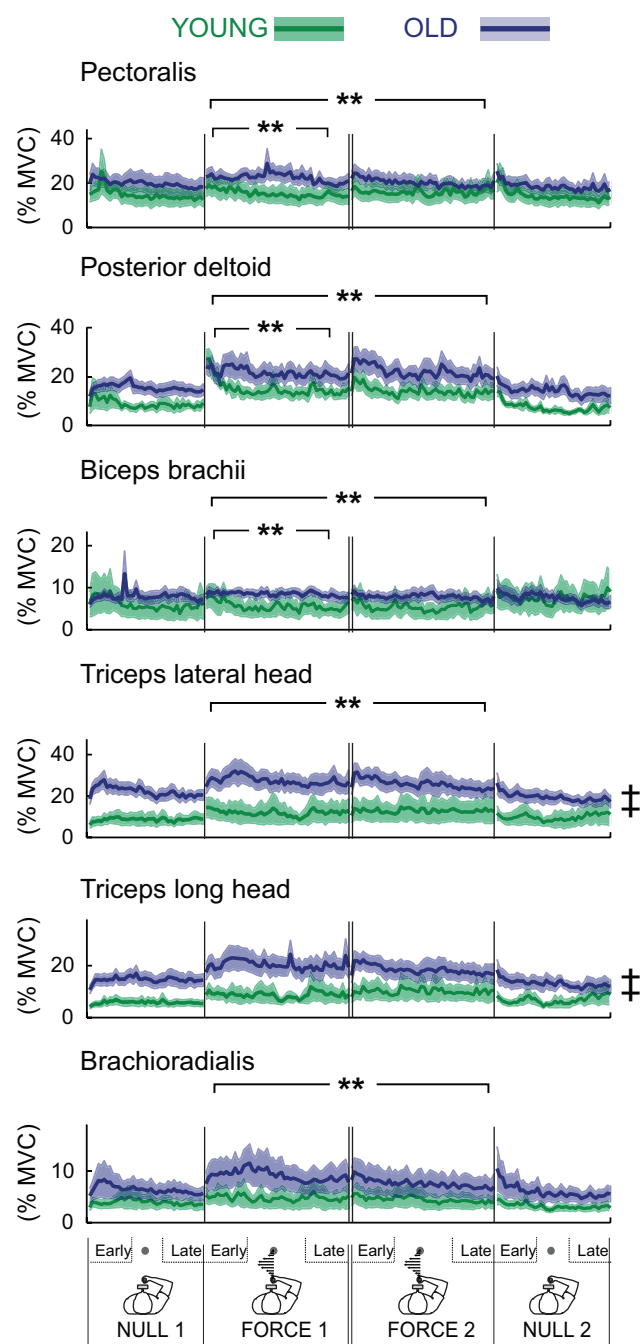 YOUNG OLD
Pectoralis
**
**
40
20
0
(% MVC)
Posterior deltoid
**
**
40
20
0
(% MVC)
Biceps brachii
**
**
20
10
0
(% MVC)
Triceps lateral head
**
40
20
0
(% MVC)
‡
Triceps long head
20
0
(% MVC)
‡
Brachioradialis
**
10
0
(% MVC)
Early Late Early Late Early Late Early Late
NULL 1 FORCE 1 FORCE 2 NULL 2